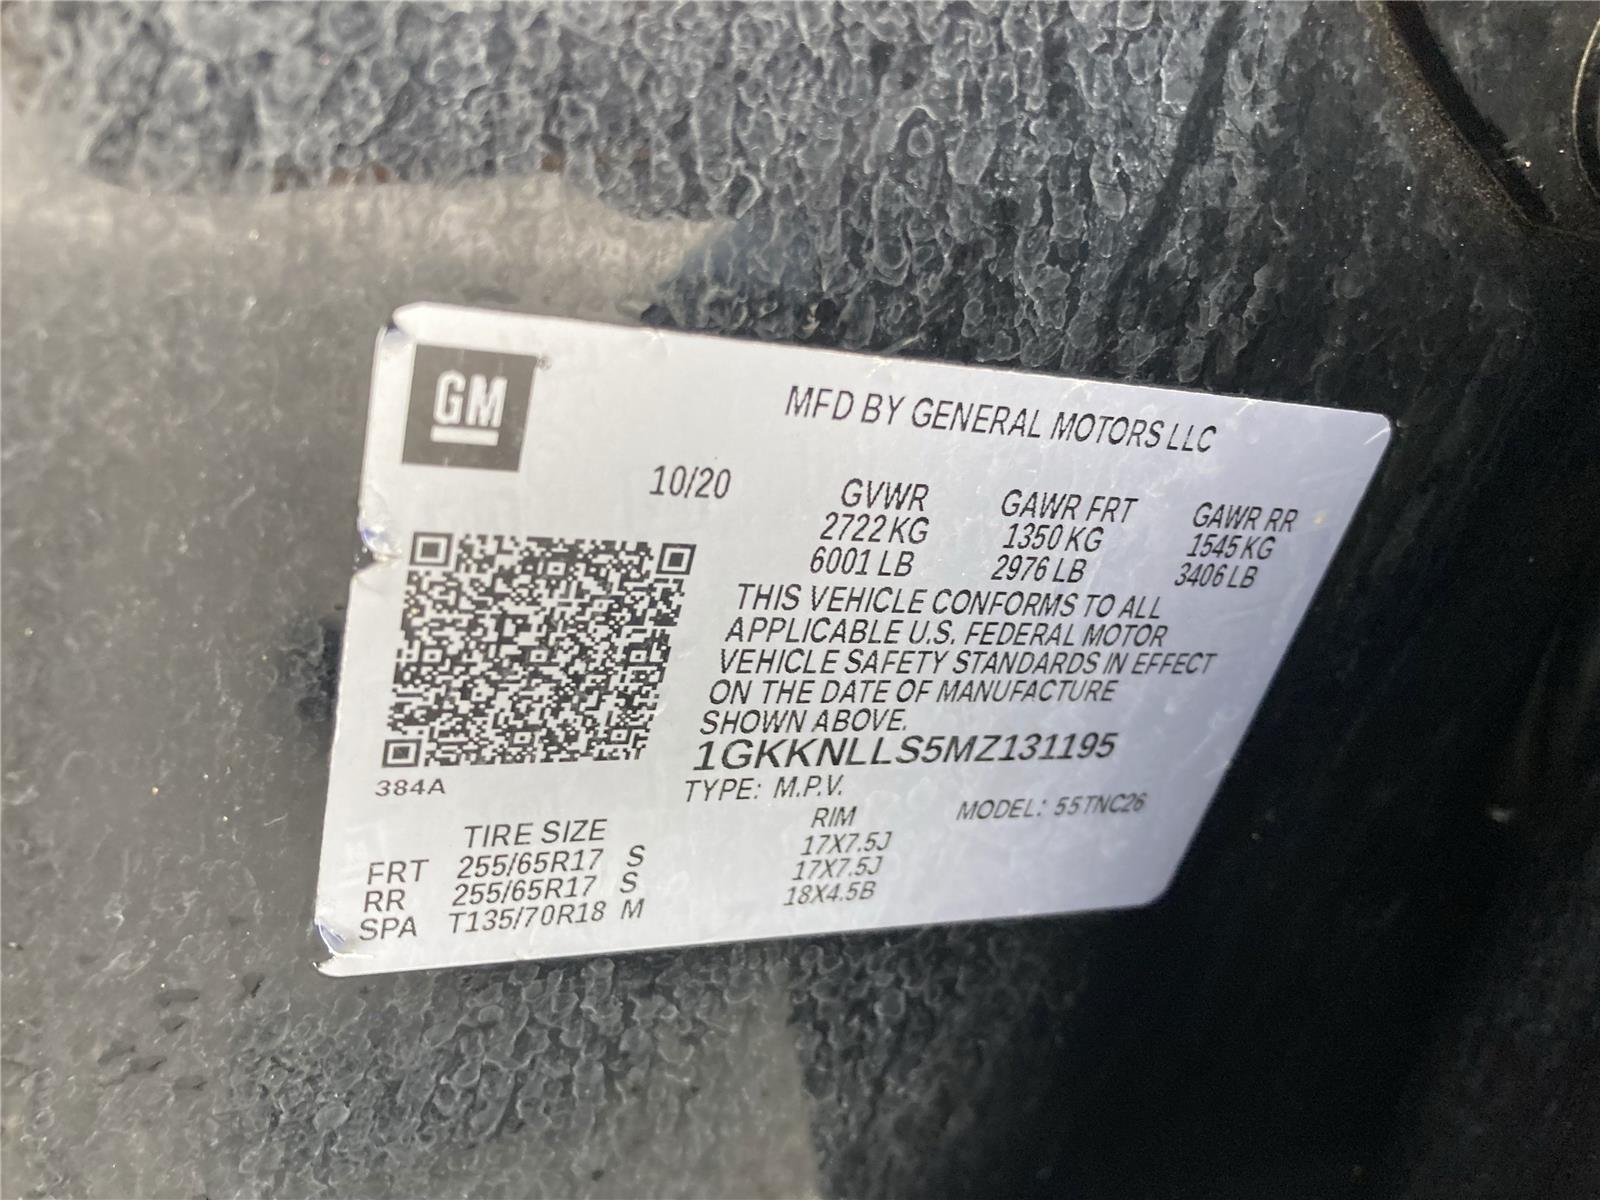 GM
MFD BY GENERAL MOTORS LLC
10/20
GVWR GAWR FRT GAWR RR
2722 KG 1350 KG 1545 KG
6001 LB 2976 LB 3406 LB
THIS VEHICLE CONFORMS TO ALL
APPLICABLE U.S. FEDERAL MOTOR
VEHICLE SAFETY STANDARDS IN EFFECT
ON THE DATE OF MANUFACTURE
SHOWN ABOVE.
1GKKNLLS5MZ131195
384A
TYPE: M.P.V. MODEL: 55TNC26
TIRE SIZE RIM
FRT 255/65R17 S 17X7.5J
RR 255/65R17 S 17X7.5J
SPA T135/70R18 M 18X4.5B